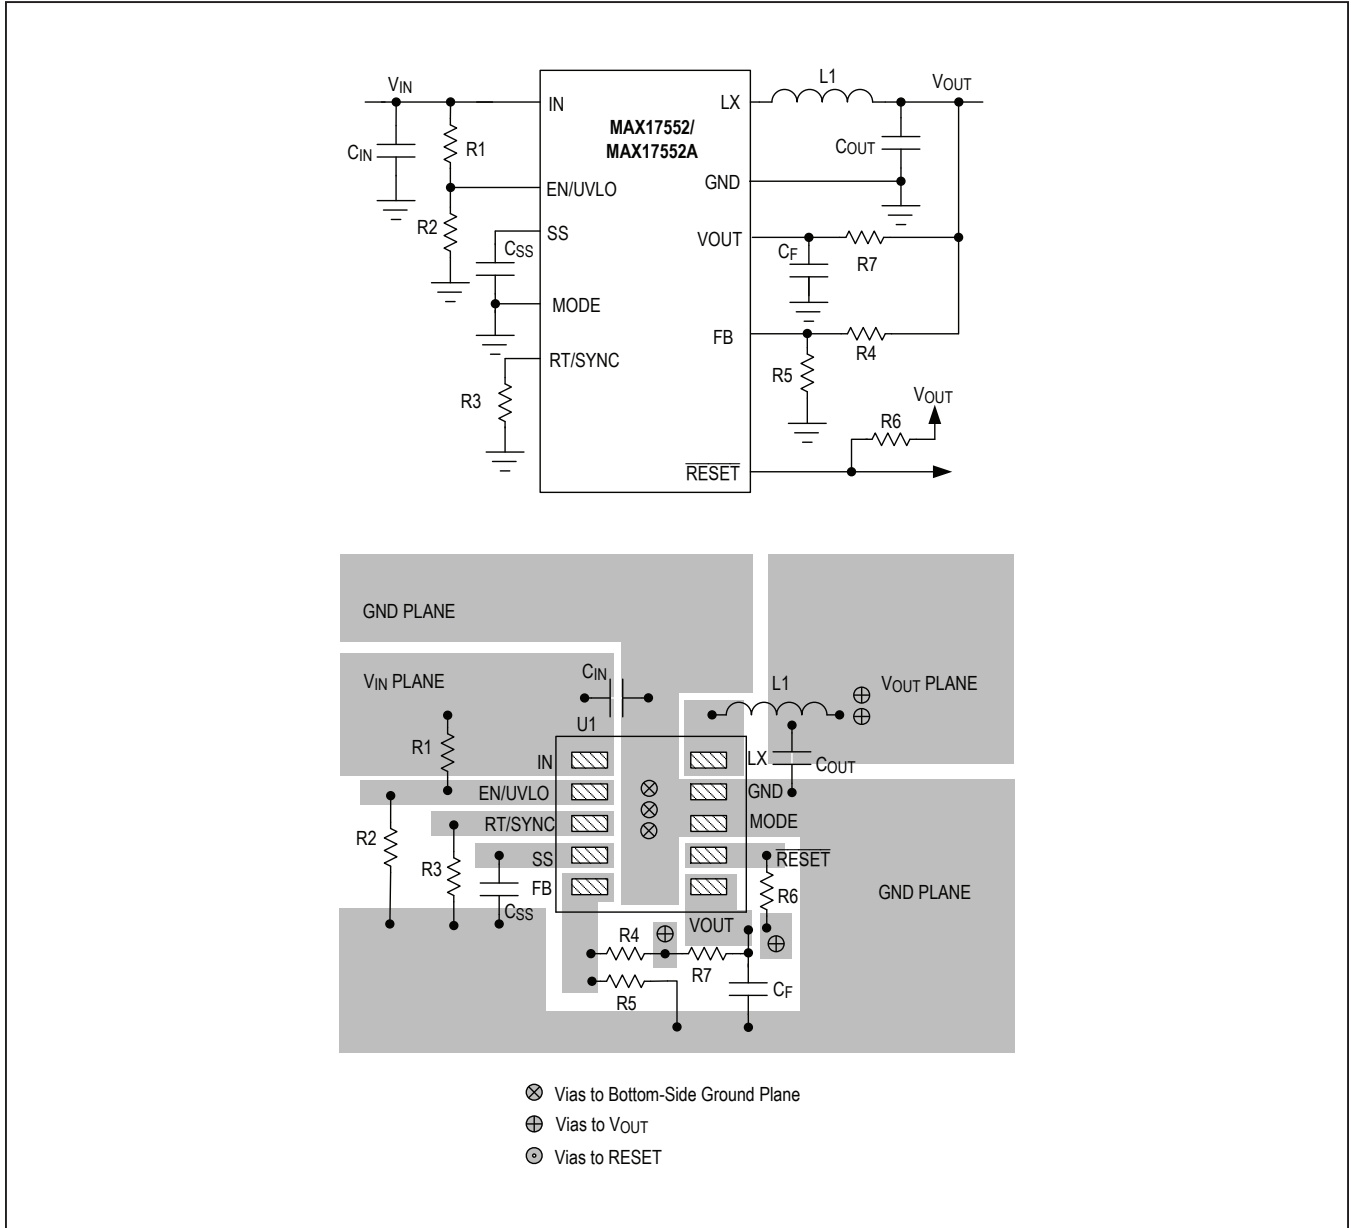 VIN
L1
VOUT
IN
LX
MAX17552/
MAX17552A
CIN
R1
COUT
GND
EN/UVLO
R2
SS
VOUT
CSS
CF
R7
MODE
FB
R4
RT/SYNC
R5
R3
VOUT
R6
RESET
GND PLANE
CIN
VIN PLANE
L1
VOUT PLANE
U1
R1
IN
LX
COUT
EN/UVLO
GND
RT/SYNC
MODE
R2
R3
SS
RESET
FB
R6
GND PLANE
CSS
VOUT
R4
R7
R5
CF
Vias to Bottom-Side Ground Plane
Vias to VOUT
Vias to RESET